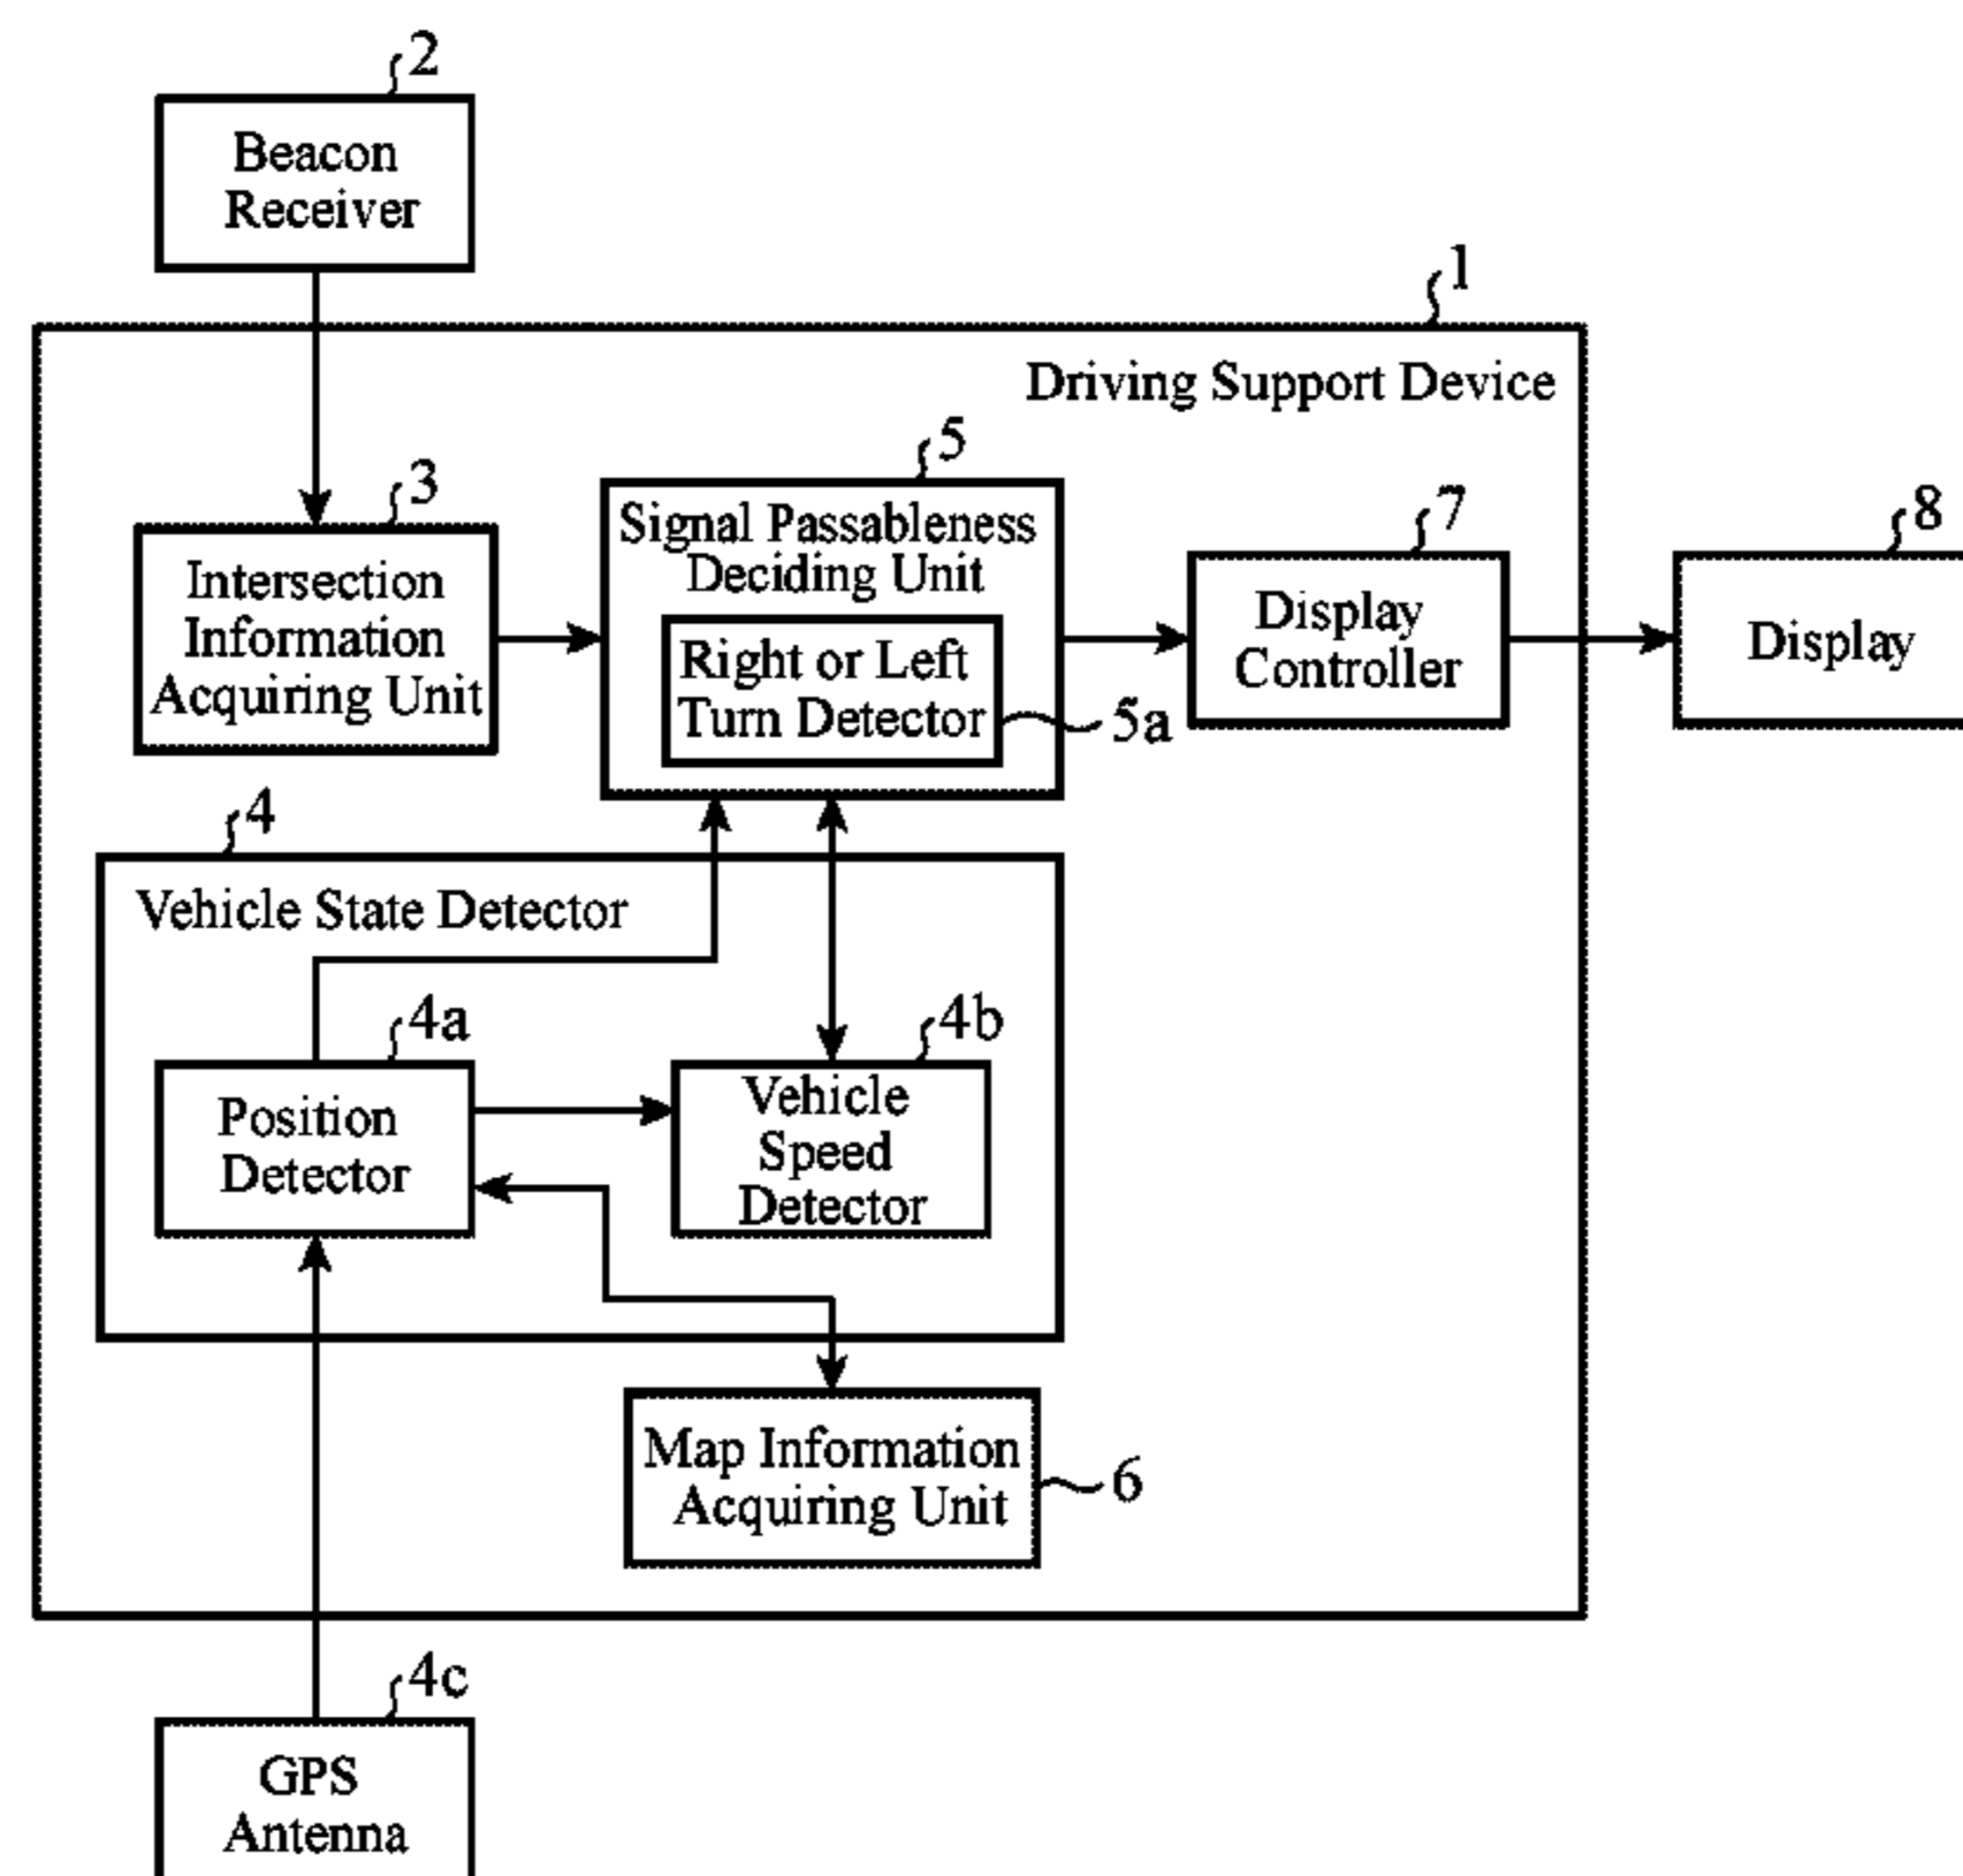 2
Beacon
Receiver
1
Driving Support Device
3
Intersection
Information
Acquiring Unit
5
Signal Passableness
Deciding Unit
Right or Left
Turn Detector
5a
7
Display
Controller
8
Display
4
Vehicle State Detector
4a
Position
Detector
4b
Vehicle
Speed
Detector
Map Information
Acquiring Unit
6
4c
GPS
Antenna